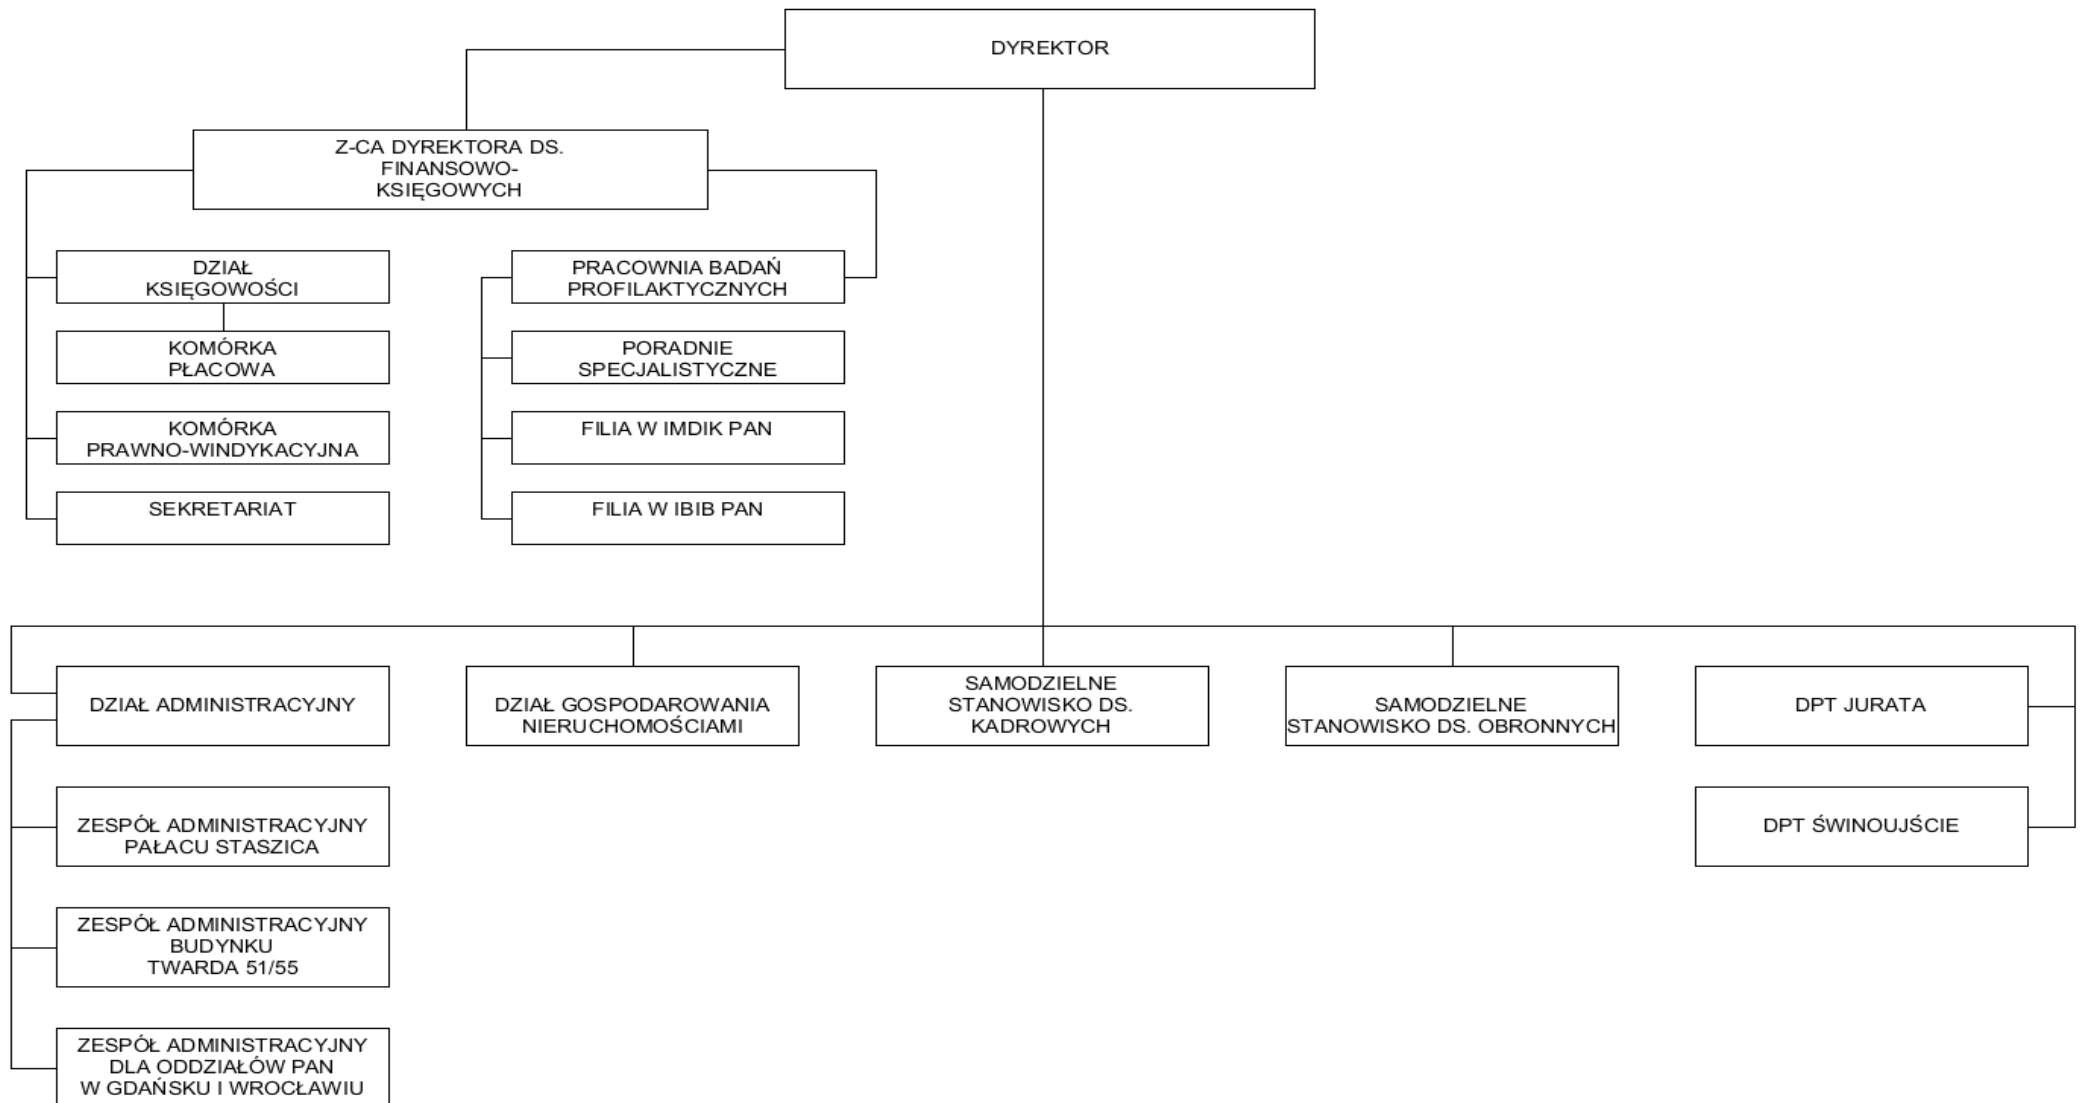 DYREKTOR
Z-CA DYREKTORA DS.
FINANSOWO-
KSIĘGOWYCH
DZIAŁ
KSIĘGOWOŚCI
PRACOWNIA BADAŃ
PROFILAKTYCZNYCH
KOMÓRKA
PŁACOWA
PORADNIE
SPECJALISTYCZNE
KOMÓRKA
PRAWNO-WINDYKACYJNA
FILIA W IMDIK PAN
SEKRETARIAT
FILIA W IBIB PAN
DZIAŁ ADMINISTRACYJNY
DZIAŁ GOSPODAROWANIA
NIERUCHOMOŚCIAMI
SAMODZIELNE
STANOWISKO DS.
KADROWYCH
SAMODZIELNE
STANOWISKO DS. OBRONNYCH
DPT JURATA
ZESPÓŁ ADMINISTRACYJNY
PAŁACU STASZICA
DPT ŚWINOUJŚCIE
ZESPÓŁ ADMINISTRACYJNY
BUDYNKU
TWARDA 51/55
ZESPÓŁ ADMINISTRACYJNY
DLA ODDZIAŁÓW PAN
W GDAŃSKU I WROCŁAWIU